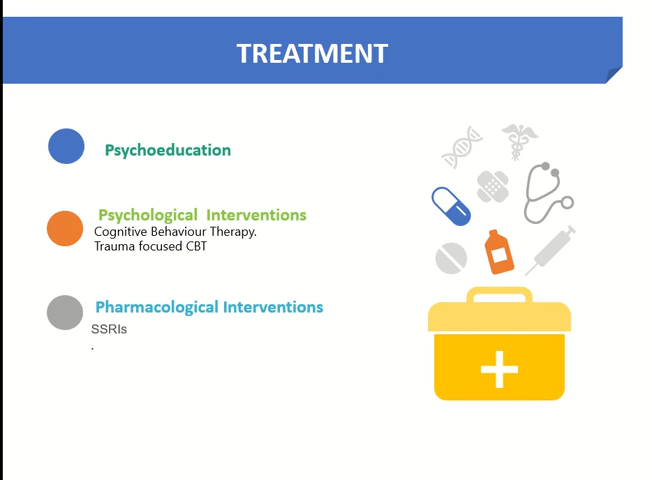 TREATMENT
Psychoeducation
Psychological Interventions
Cognitive Behaviour Therapy.
Trauma focused CBT
Pharmacological Interventions
SSRIs
.